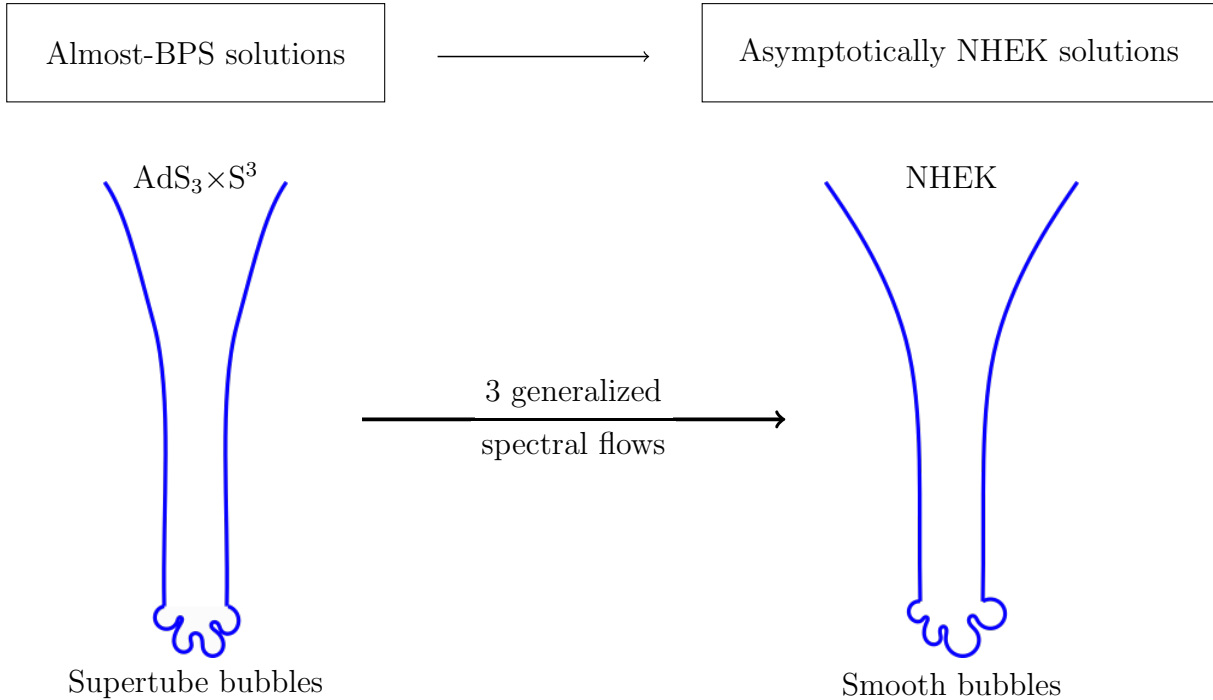 Almost-BPS solutions
Asymptotically NHEK solutions
AdS₃×S³
NHEK
3 generalized
spectral flows
Supertube bubbles
Smooth bubbles